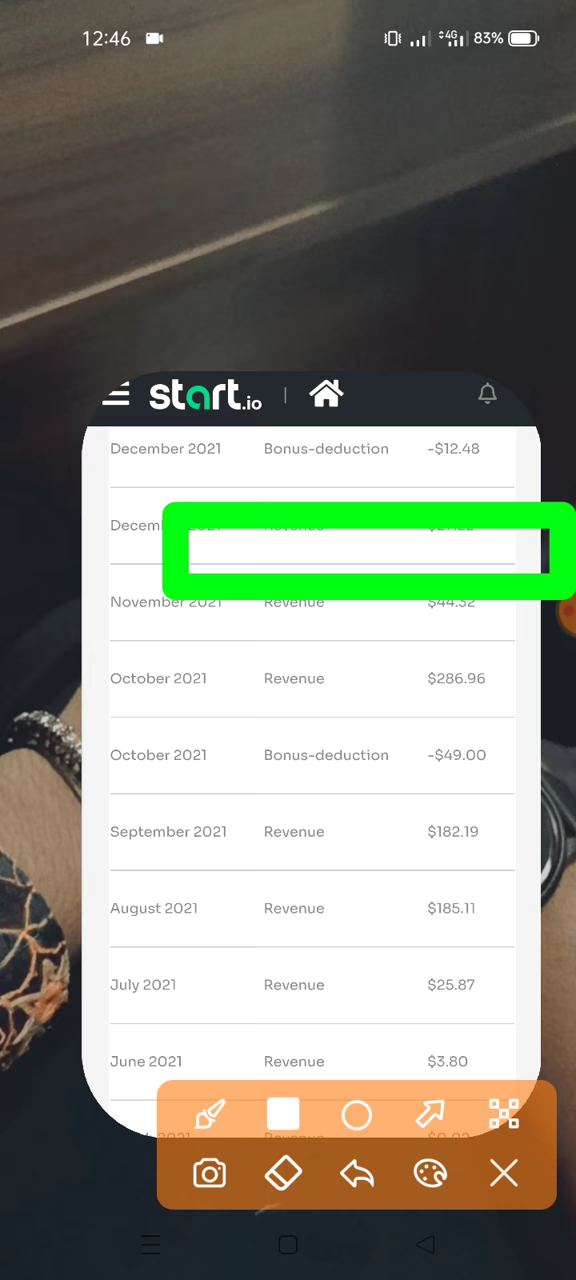 12:46 4G 83%
start.io
December 2021 Bonus-deduction -$12.48
November 2021 Revenue $44.32
October 2021 Revenue $286.96
October 2021 Bonus-deduction -$49.00
September 2021 Revenue $182.19
August 2021 Revenue $185.11
July 2021 Revenue $25.87
June 2021 Revenue $3.80